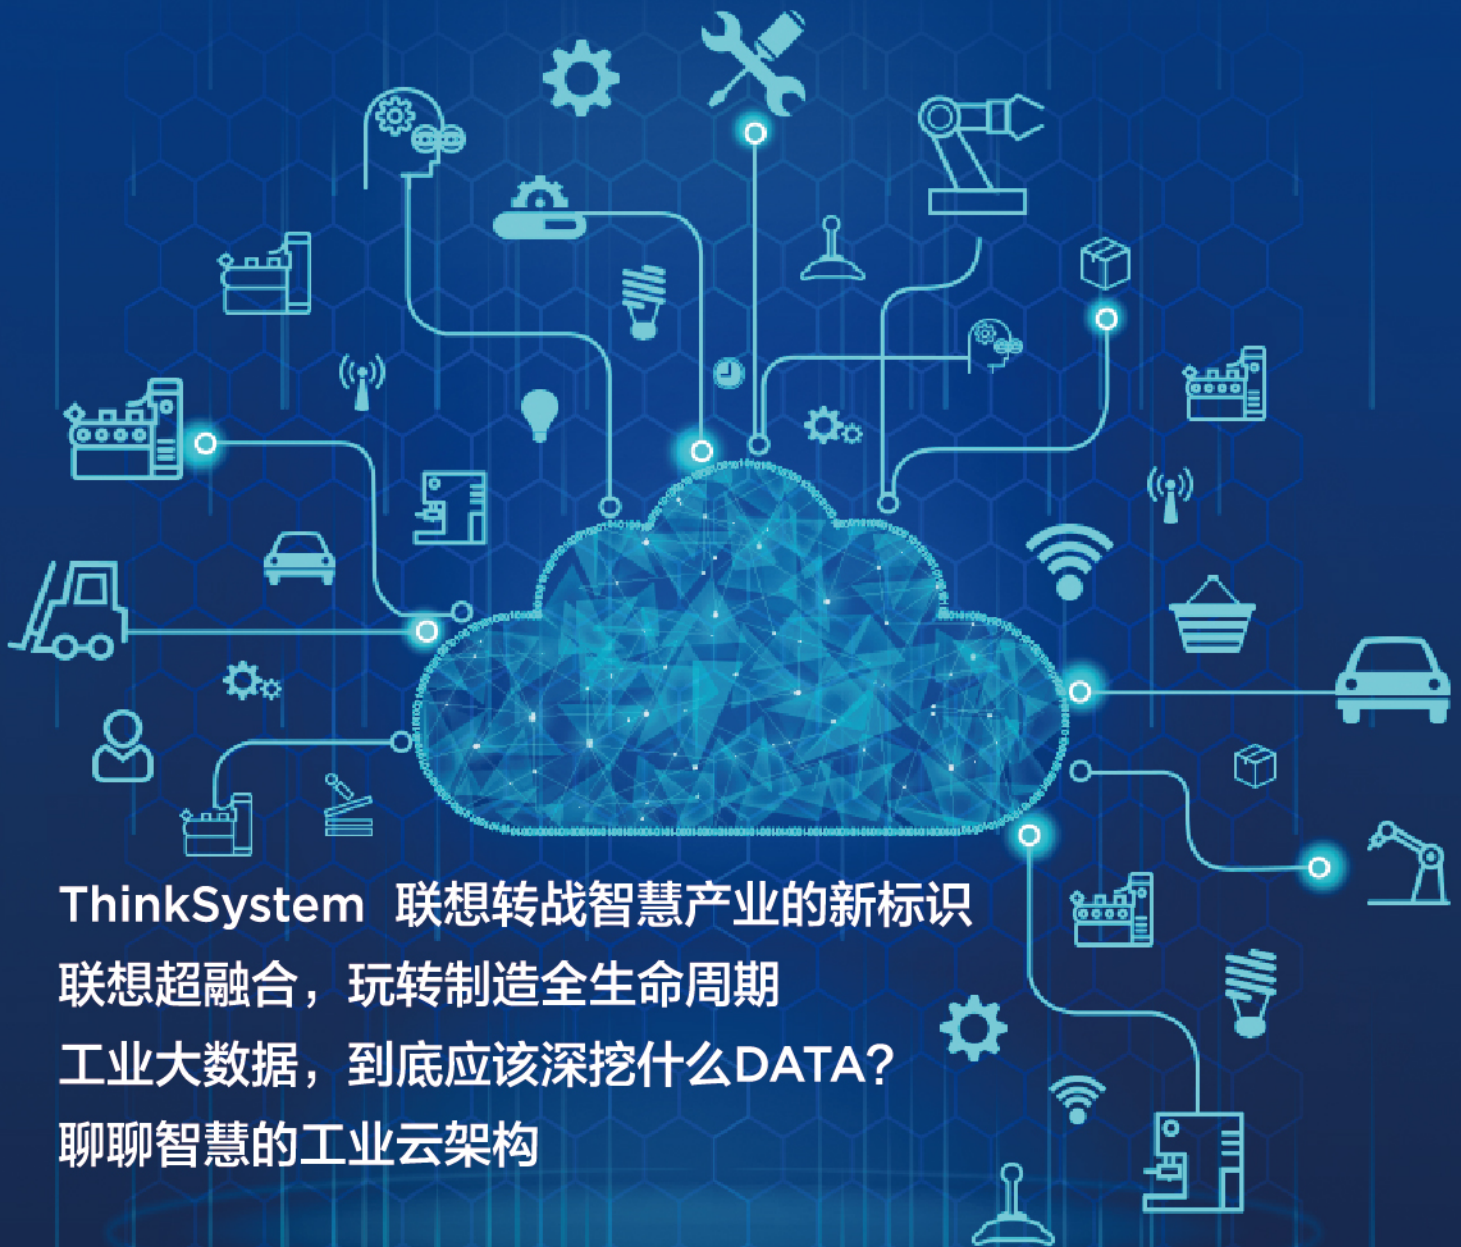 ThinkSystem 联想转战智慧产业的新标识
联想超融合，玩转制造全生命周期
工业大数据，到底应该深挖什么DATA？
聊聊智慧的工业云架构